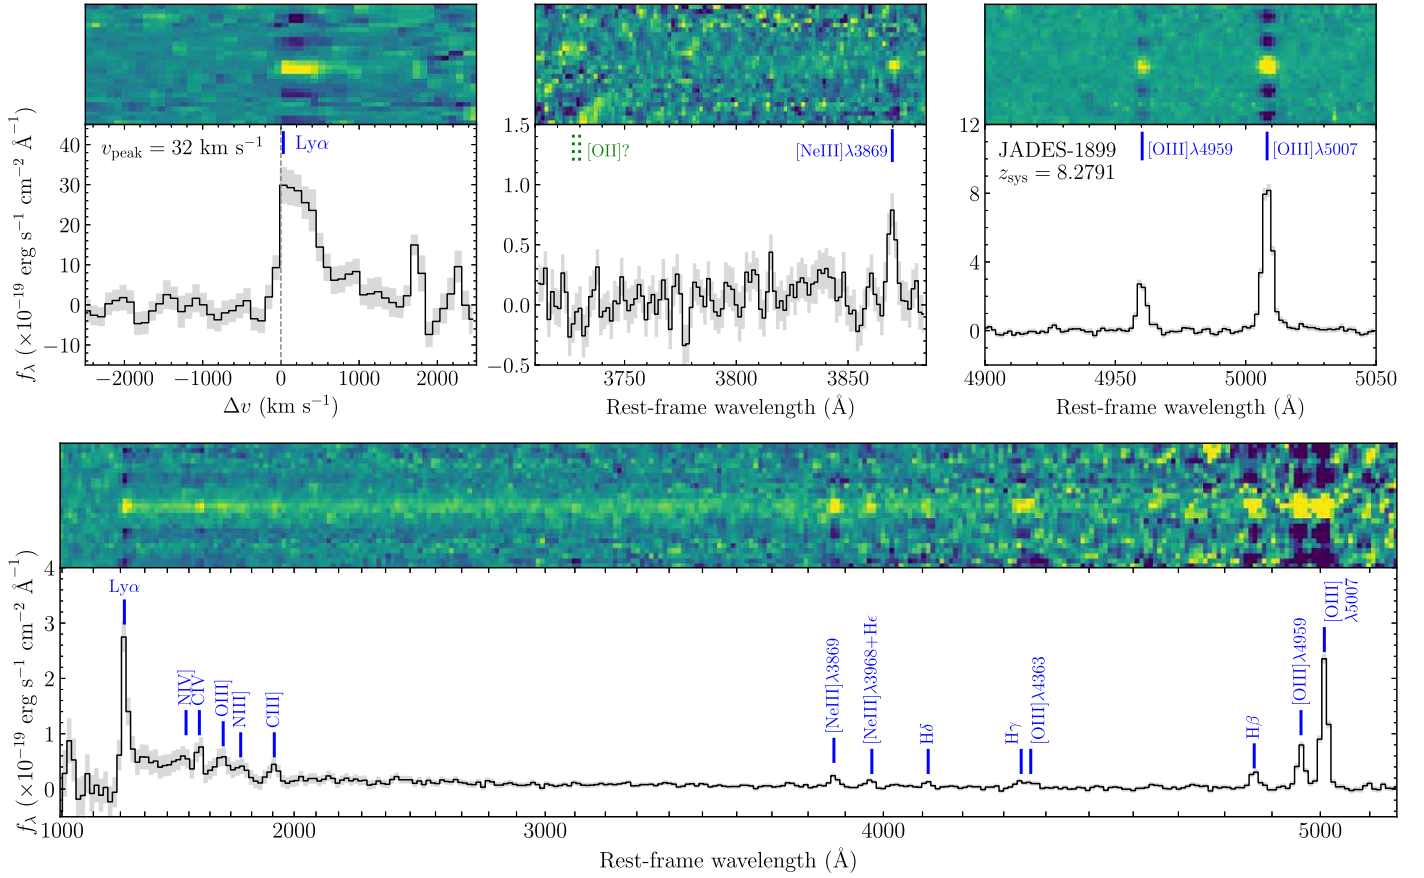 f_λ (×10⁻¹⁹ erg s⁻¹ cm⁻² Å⁻¹)
40
30
20
10
0
−10
v_peak = 32 km s⁻¹
Lyα
−2000 −1000 0 1000 2000
Δv (km s⁻¹)
1.5
1.0
0.5
0.0
−0.5
[OII]?
[NeIII]λ3869
3750 3800 3850
Rest-frame wavelength (Å)
12
8
4
0
JADES-1899
z_sys = 8.2791
[OIII]λ4959
[OIII]λ5007
4900 4950 5000 5050
Rest-frame wavelength (Å)
f_λ (×10⁻¹⁹ erg s⁻¹ cm⁻² Å⁻¹)
4
3
2
1
0
Lyα
NIV]
CIV
OIII]
NIII]
CIII]
[NeIII]λ3869
[NeIII]λ3968+Hϵ
Hδ
Hγ
[OIII]λ4363
Hβ
[OIII]λ4959
[OIII]
λ5007
1000 2000 3000 4000 5000
Rest-frame wavelength (Å)